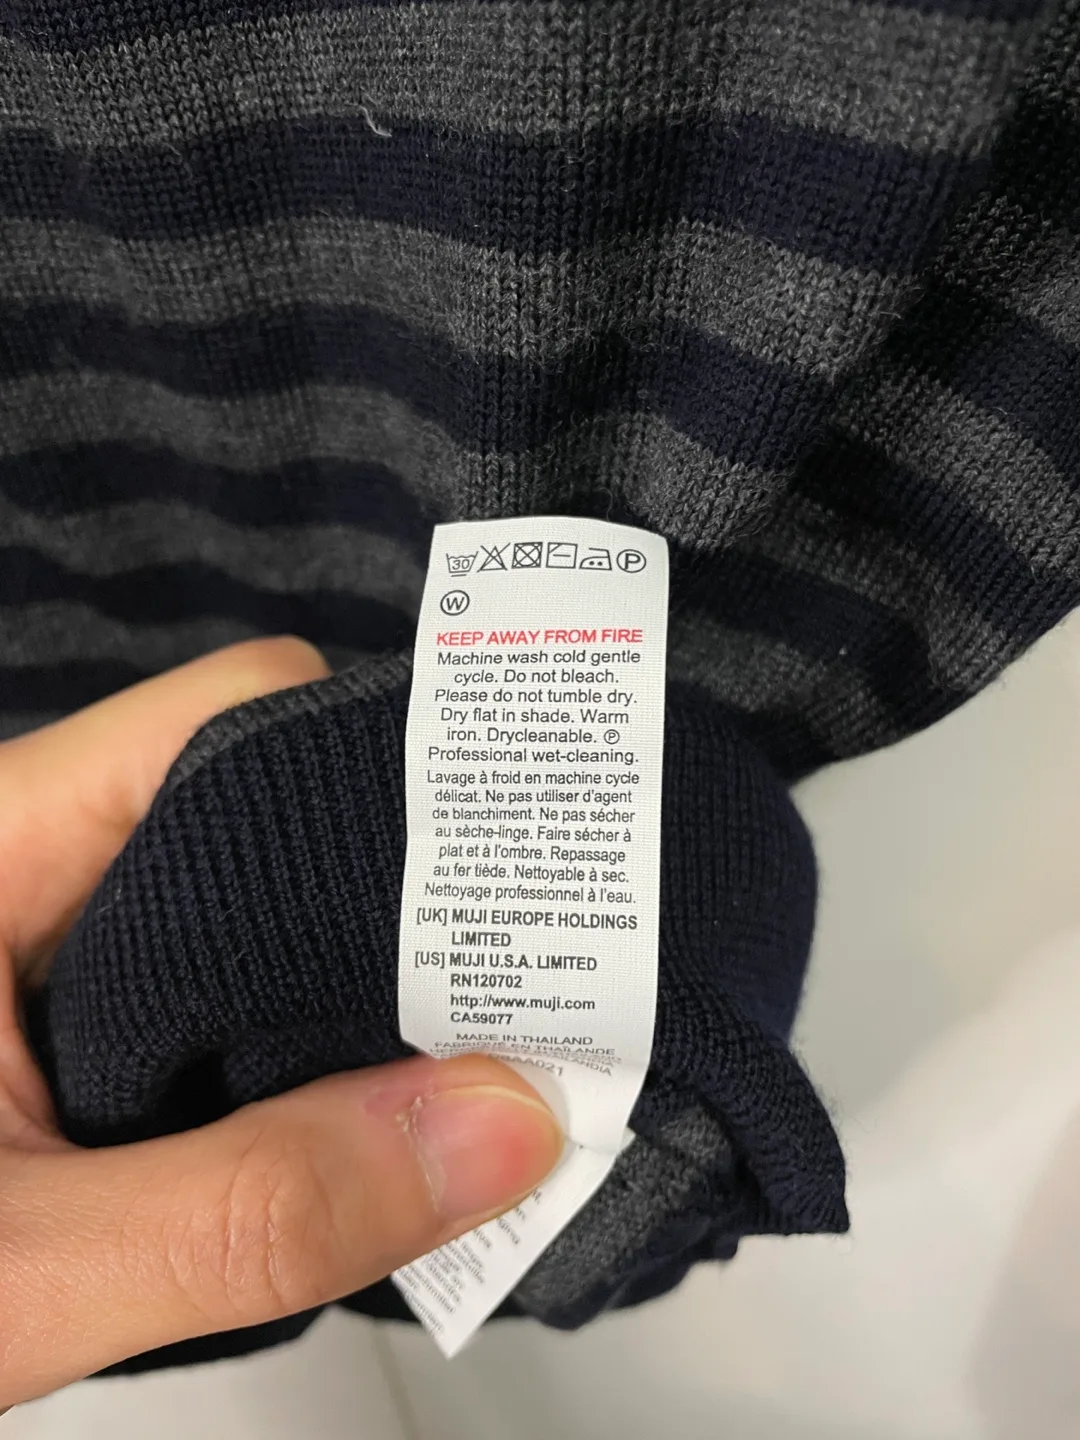 30 P
W
KEEP AWAY FROM FIRE
Machine wash cold gentle
cycle. Do not bleach.
Please do not tumble dry.
Dry flat in shade. Warm
iron. Drycleanable. Ⓟ
Professional wet-cleaning.
Lavage à froid en machine cycle
délicat. Ne pas utiliser d'agent
de blanchiment. Ne pas sécher
au sèche-linge. Faire sécher à
plat et à l'ombre. Repassage
au fer tiède. Nettoyable à sec.
Nettoyage professionnel à l'eau.
[UK] MUJI EUROPE HOLDINGS
LIMITED
[US] MUJI U.S.A. LIMITED
RN120702
http://www.muji.com
CA59077
MADE IN THAILAND
FABRIQUÉ EN THAÏLANDE